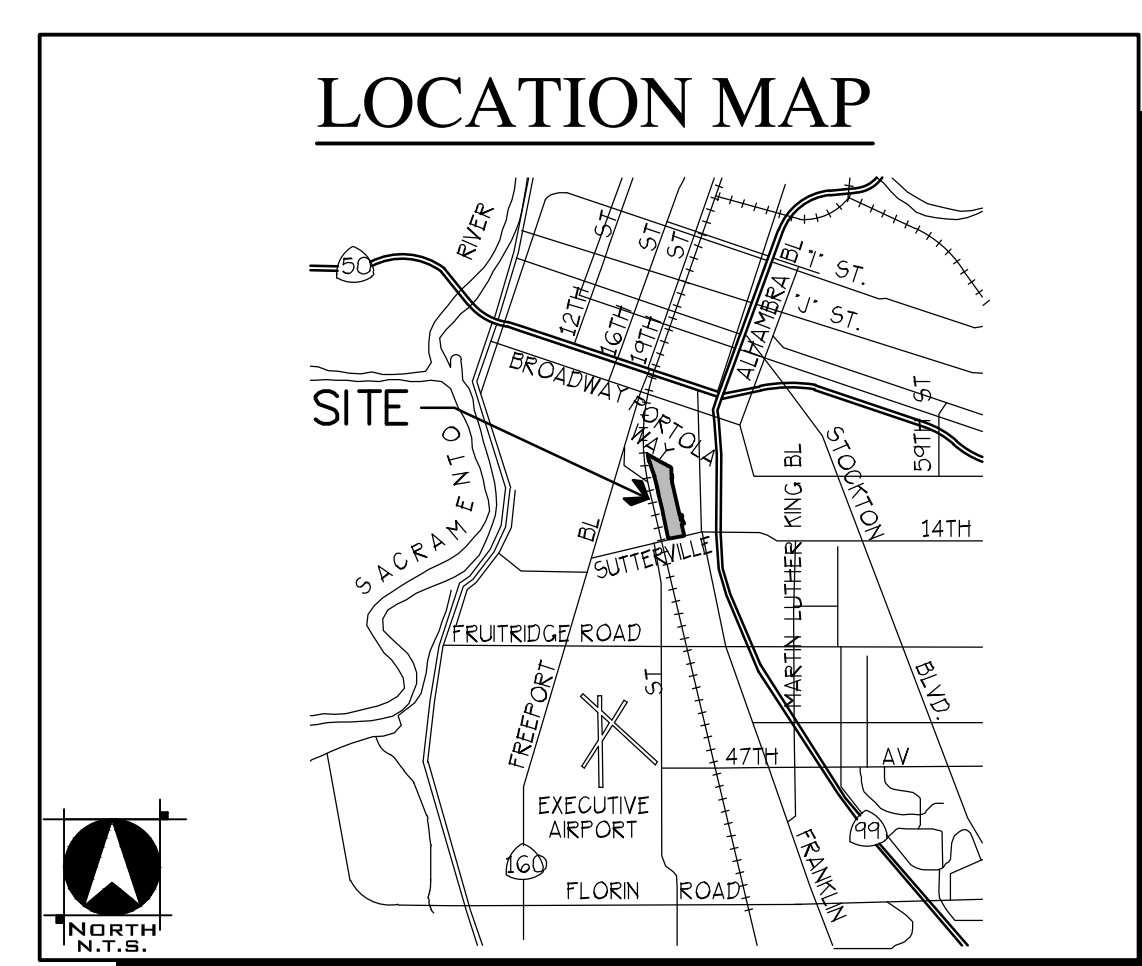 LOCATION MAP
RIVER
50
12TH ST
16TH ST
19TH ST
ALHAMBRA BL
"I" ST.
"J" ST.
BROADWAY
PORTOLA
WAY
SITE
59TH ST
STOCKTON BLVD.
SACRAMENTO
MARTIN LUTHER KING BL
14TH
SUTTERVILLE
FRUITRIDGE ROAD
FREEPORT BL
ST
47TH AV
EXECUTIVE
AIRPORT
99
160
FRANKLIN
FLORIN ROAD
NORTH
N.T.S.